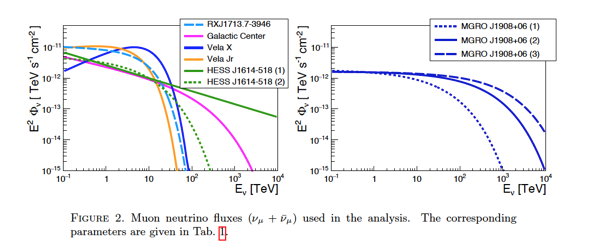 RXJ1713.7-3946
Galactic Center
Vela X
Vela Jr
HESS J1614-518 (1)
HESS J1614-518 (2)
E² Φν [ TeV s⁻¹ cm⁻² ]
10⁻¹¹
10⁻¹²
10⁻¹³
10⁻¹⁴
10⁻¹⁵
10⁻¹ 1 10 10² 10³ 10⁴
Eν [TeV]
MGRO J1908+06 (1)
MGRO J1908+06 (2)
MGRO J1908+06 (3)
E² Φν [ TeV s⁻¹ cm⁻² ]
10⁻¹¹
10⁻¹²
10⁻¹³
10⁻¹⁴
10⁻¹⁵
10⁻¹ 1 10 10² 10³ 10⁴
Eν [TeV]
FIGURE 2. Muon neutrino fluxes (νμ + ν̄μ) used in the analysis. The corresponding
parameters are given in Tab. 1.